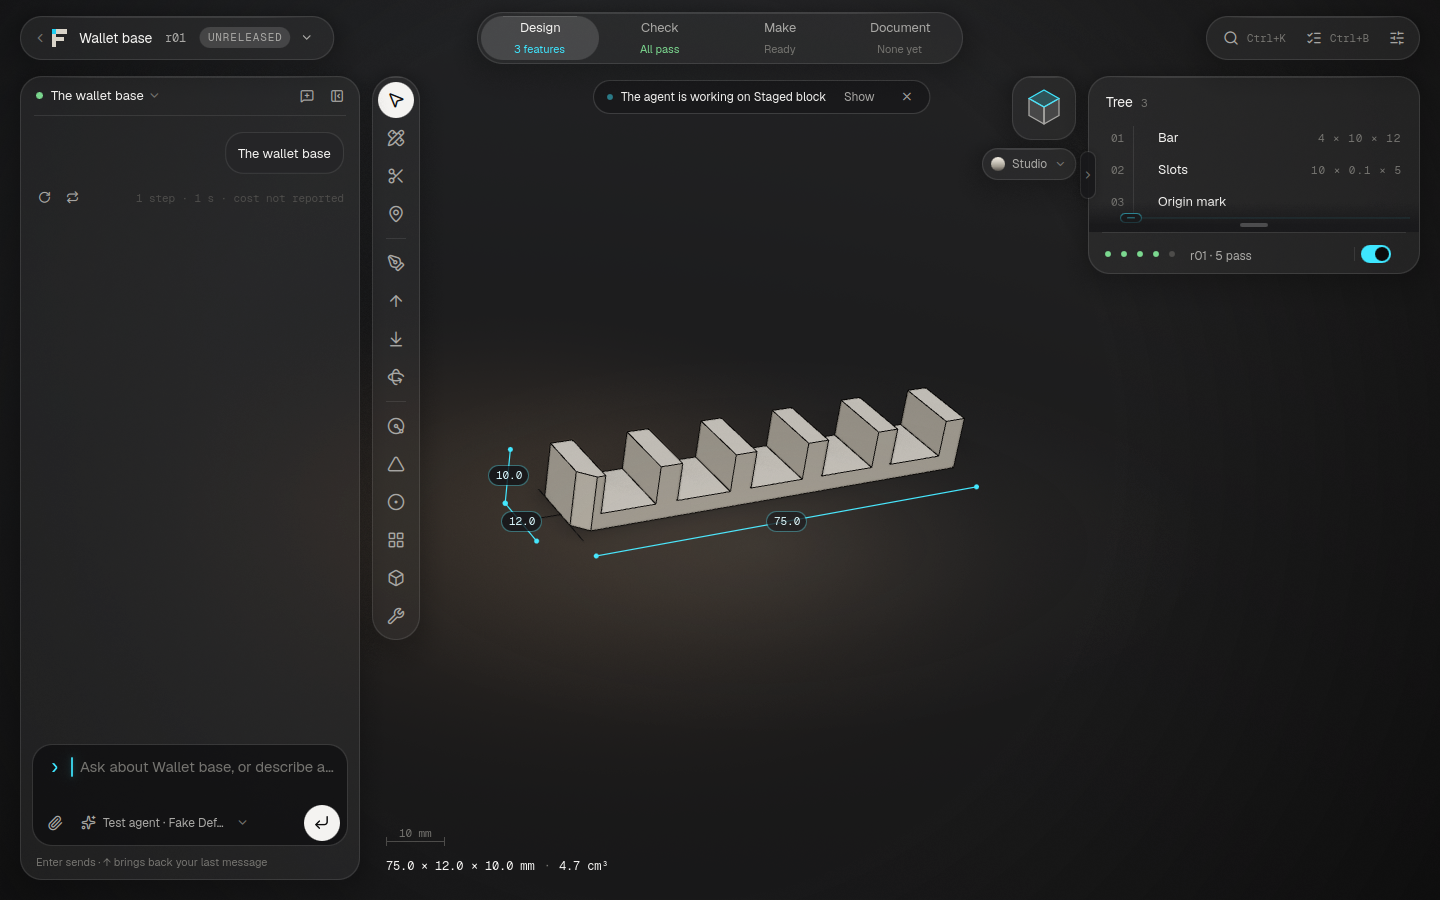 Wallet base r01 UNRELEASED
Design
3 features
Check
All pass
Make
Ready
Document
None yet
Ctrl+K Ctrl+B
The wallet base
The agent is working on Staged block Show
The wallet base
1 step · 1 s · cost not reported
Studio
Tree 3
01 Bar 4 × 10 × 12
02 Slots 10 × 0.1 × 5
03 Origin mark
r01 · 5 pass
10.0
12.0
75.0
Ask about Wallet base, or describe a...
Test agent · Fake Def...
Enter sends · ↑ brings back your last message
10 mm
75.0 × 12.0 × 10.0 mm · 4.7 cm³